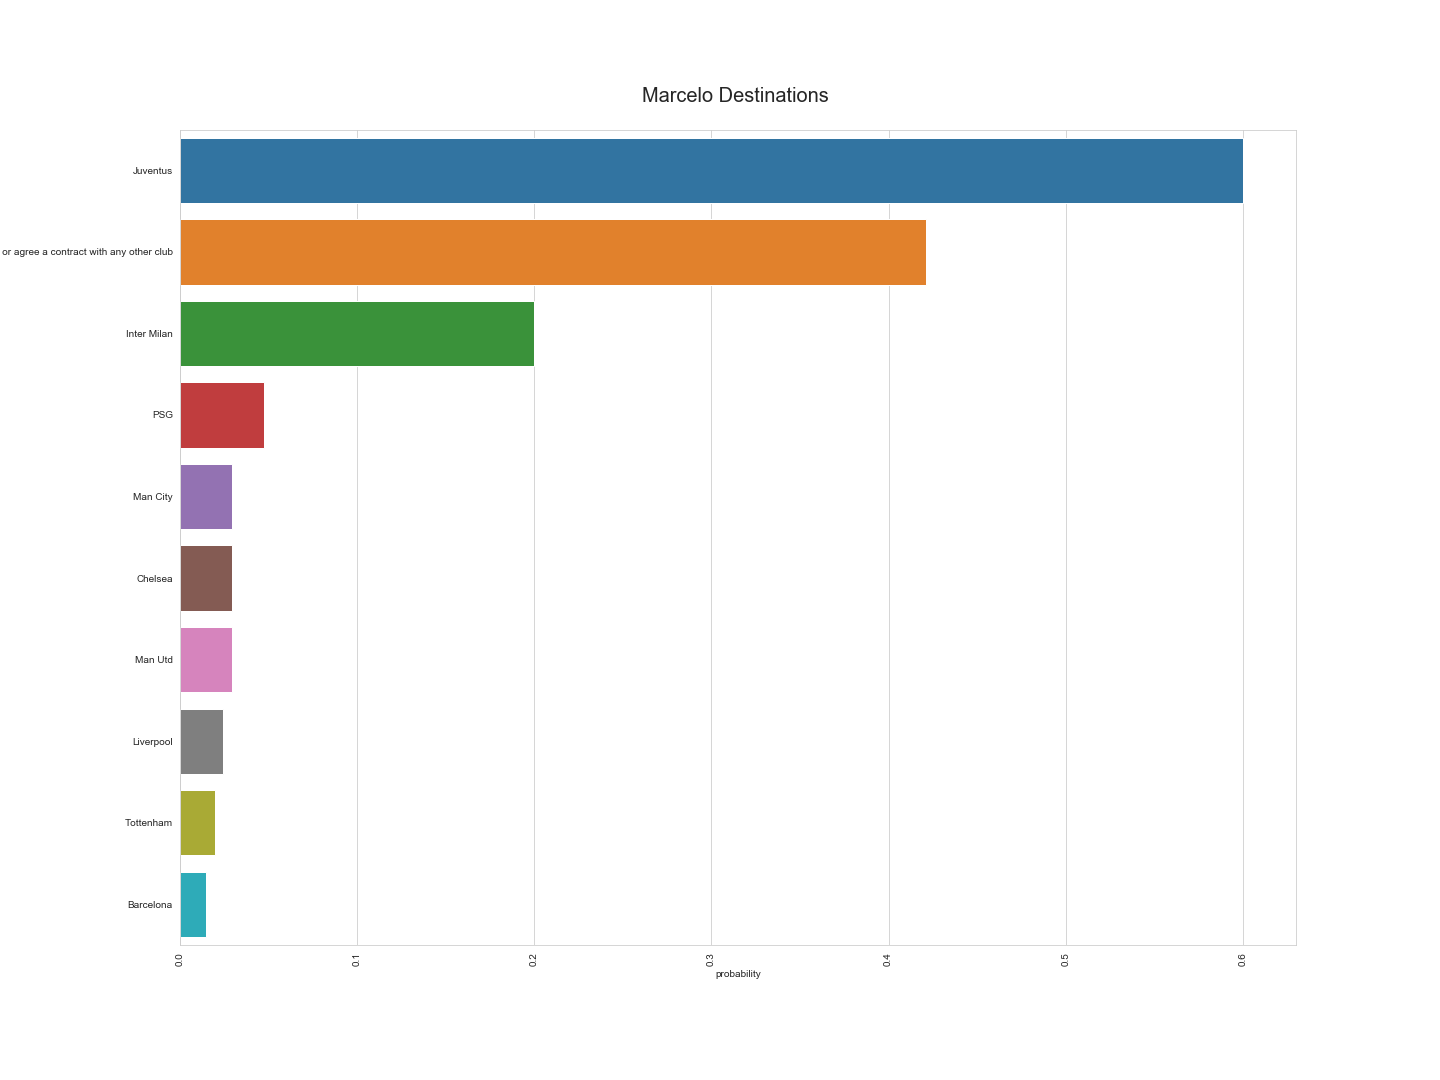 Marcelo Destinations
Juventus
or agree a contract with any other club
Inter Milan
PSG
Man City
Chelsea
Man Utd
Liverpool
Tottenham
Barcelona
0.0 0.1 0.2 0.3 0.4 0.5 0.6
probability